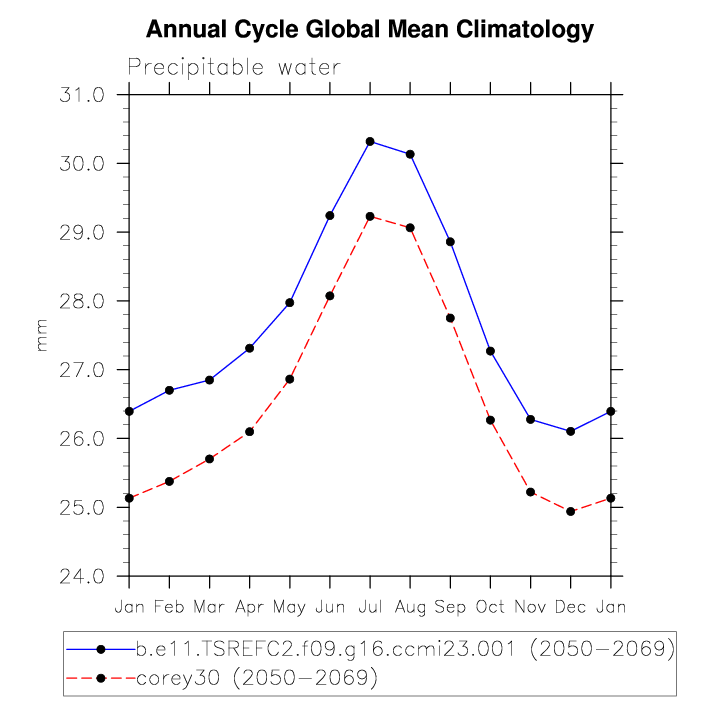 Annual Cycle Global Mean Climatology
Precipitable water
31.0
30.0
29.0
28.0
27.0
26.0
25.0
24.0
mm
Jan Feb Mar Apr May Jun Jul Aug Sep Oct Nov Dec Jan
b.e11.TSREFC2.f09.g16.ccmi23.001 (2050-2069)
corey30 (2050-2069)